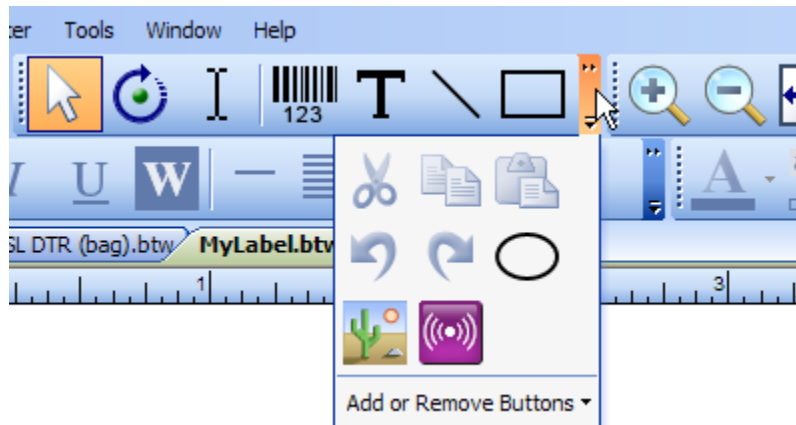 er Tools Window Help
123 T
I U W A
SL DTR (bag).btw MyLabel.btw
1 3
Add or Remove Buttons